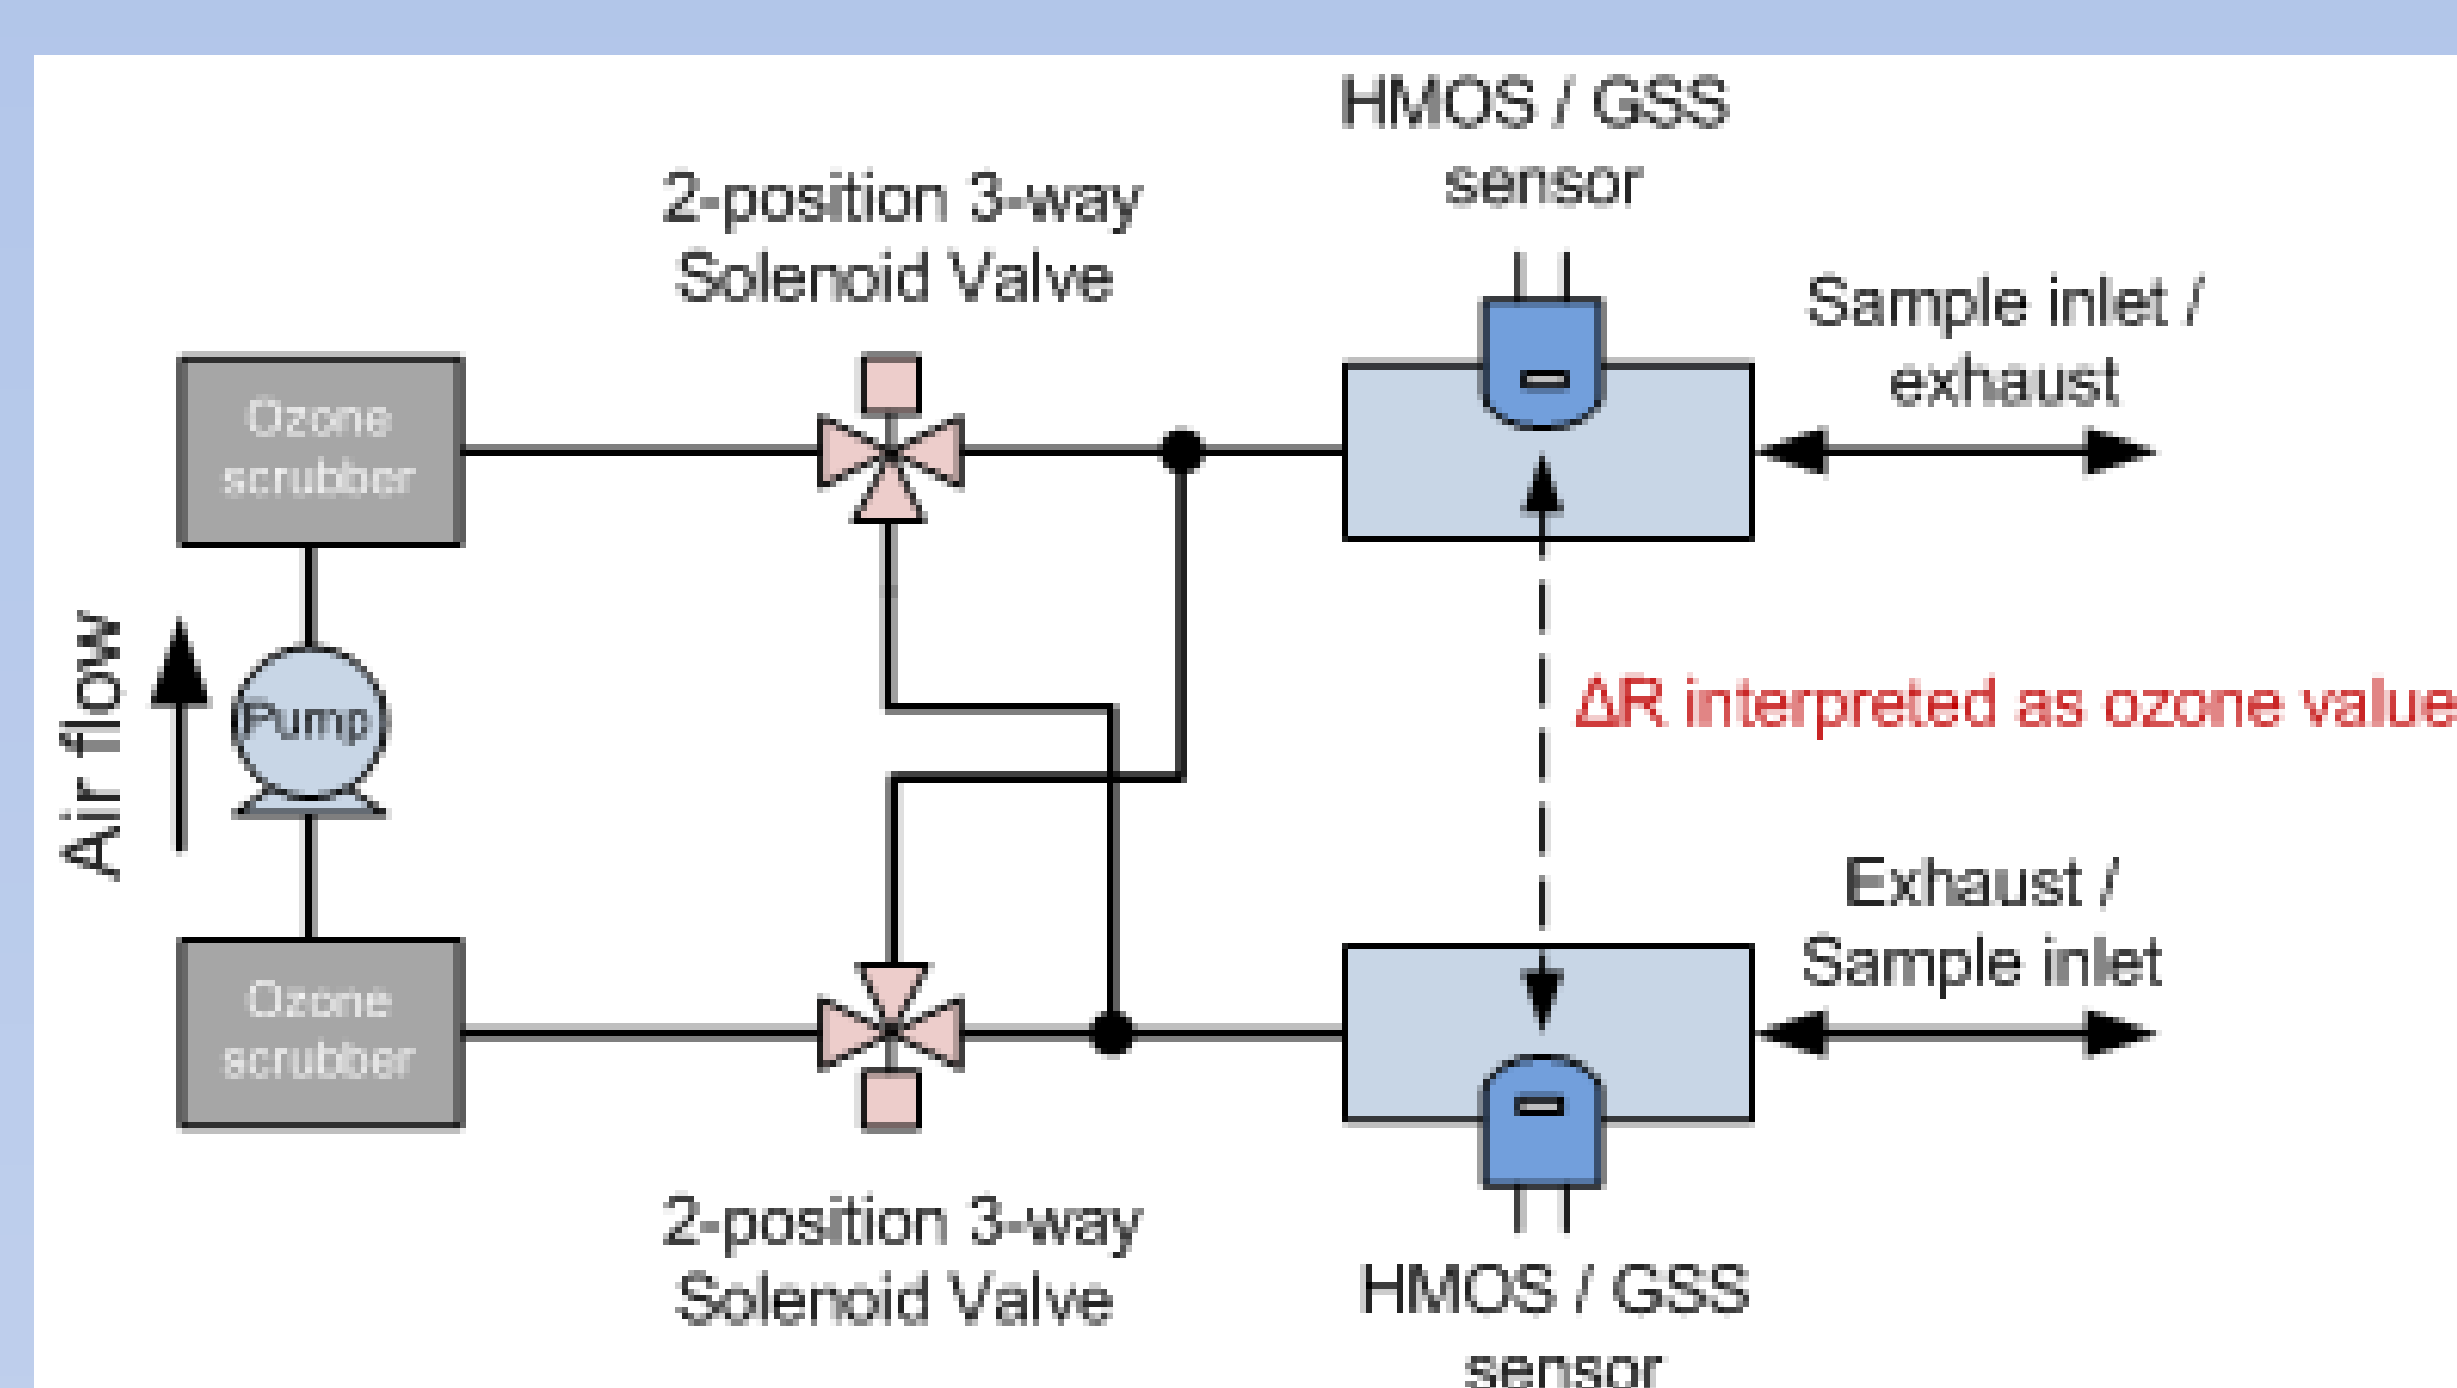 HMOS / GSS
sensor
2-position 3-way
Solenoid Valve
Sample inlet /
exhaust
Ozone
scrubber
Air flow
Pump
ΔR interpreted as ozone value
Exhaust /
Sample inlet
Ozone
scrubber
2-position 3-way
Solenoid Valve
HMOS / GSS
sensor